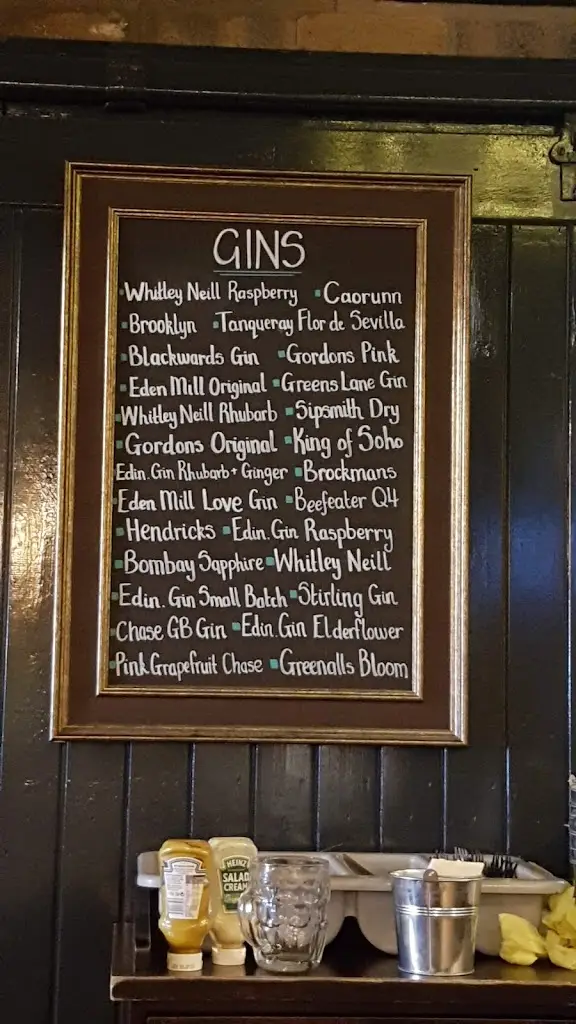 GINS
Whitley Neill Raspberry Caorunn
Brooklyn Tanqueray Flor de Sevilla
Blackwards Gin Gordons Pink
Eden Mill Original Greens Lane Gin
Whitley Neill Rhubarb Sipsmith Dry
Gordons Original King of Soho
Edin. Gin Rhubarb + Ginger Brockmans
Eden Mill Love Gin Beefeater Q4
Hendricks Edin. Gin Raspberry
Bombay Sapphire Whitley Neill
Edin. Gin Small Batch Stirling Gin
Chase GB Gin Edin. Gin Elderflower
Pink Grapefruit Chase Greenalls Bloom
HEINZ
SALAD
CREAM